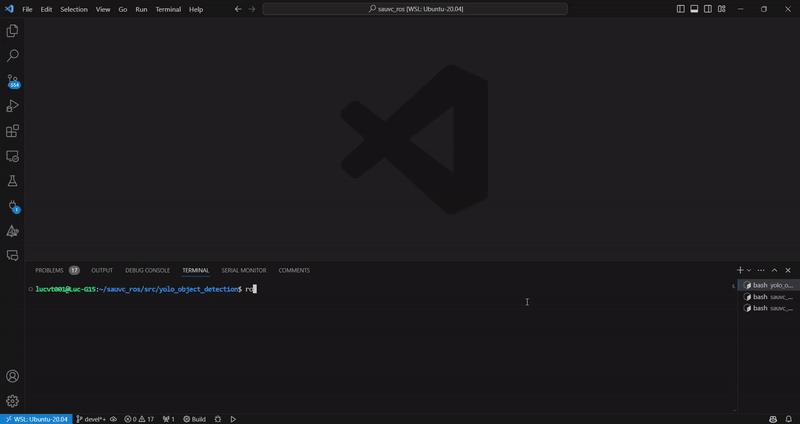 File Edit Selection View Go Run Terminal Help
sauvc_ros [WSL: Ubuntu-20.04]
554
1
PROBLEMS 17 OUTPUT DEBUG CONSOLE TERMINAL SERIAL MONITOR COMMENTS
lucvt001@Luc-G15:~/sauvc_ros/src/yolo_object_detection$ ro
bash yolo_o...
bash sauvc_...
bash sauvc_...
WSL: Ubuntu-20.04 devel*+ 0 17 1 Build